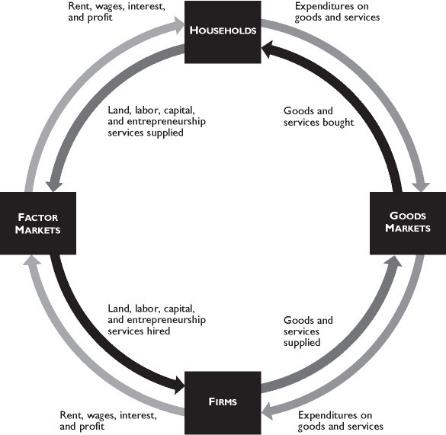 Rent, wages, interest,
and profit
HOUSEHOLDS
Expenditures on
goods and services
Land, labor, capital,
and entrepreneurship
services supplied
Goods and
services bought
FACTOR
MARKETS
GOODS
MARKETS
Land, labor, capital,
and entrepreneurship
services hired
Goods and
services
supplied
FIRMS
Rent, wages, interest,
and profit
Expenditures on
goods and services